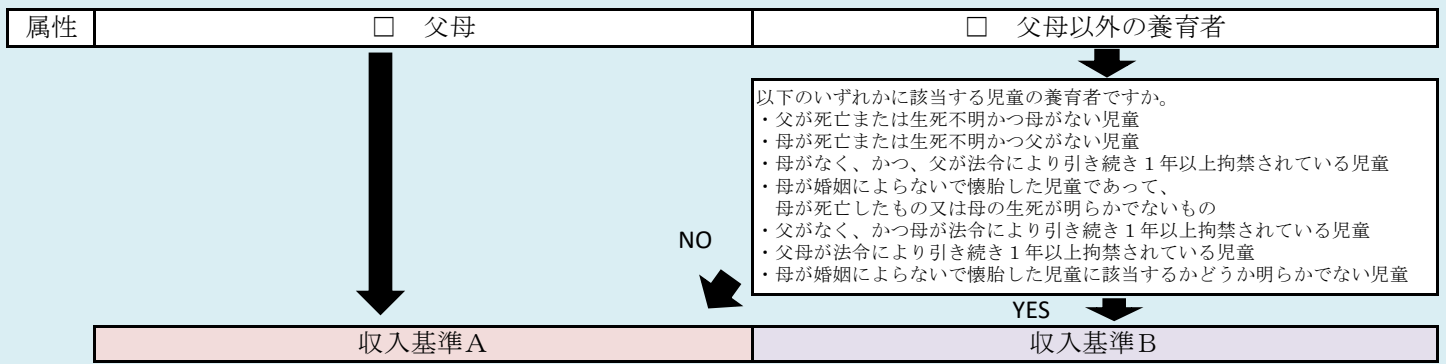 属性
□ 父母
□ 父母以外の養育者
以下のいずれかに該当する児童の養育者ですか。
・父が死亡または生死不明かつ母がない児童
・母が死亡または生死不明かつ父がない児童
・母がなく、かつ、父が法令により引き続き１年以上拘禁されている児童
・母が婚姻によらないで懐胎した児童であって、
母が死亡したもの又は母の生死が明らかでないもの
・父がなく、かつ母が法令により引き続き１年以上拘禁されている児童
・父母が法令により引き続き１年以上拘禁されている児童
・母が婚姻によらないで懐胎した児童に該当するかどうか明らかでない児童
NO
YES
収入基準Ａ
収入基準Ｂ